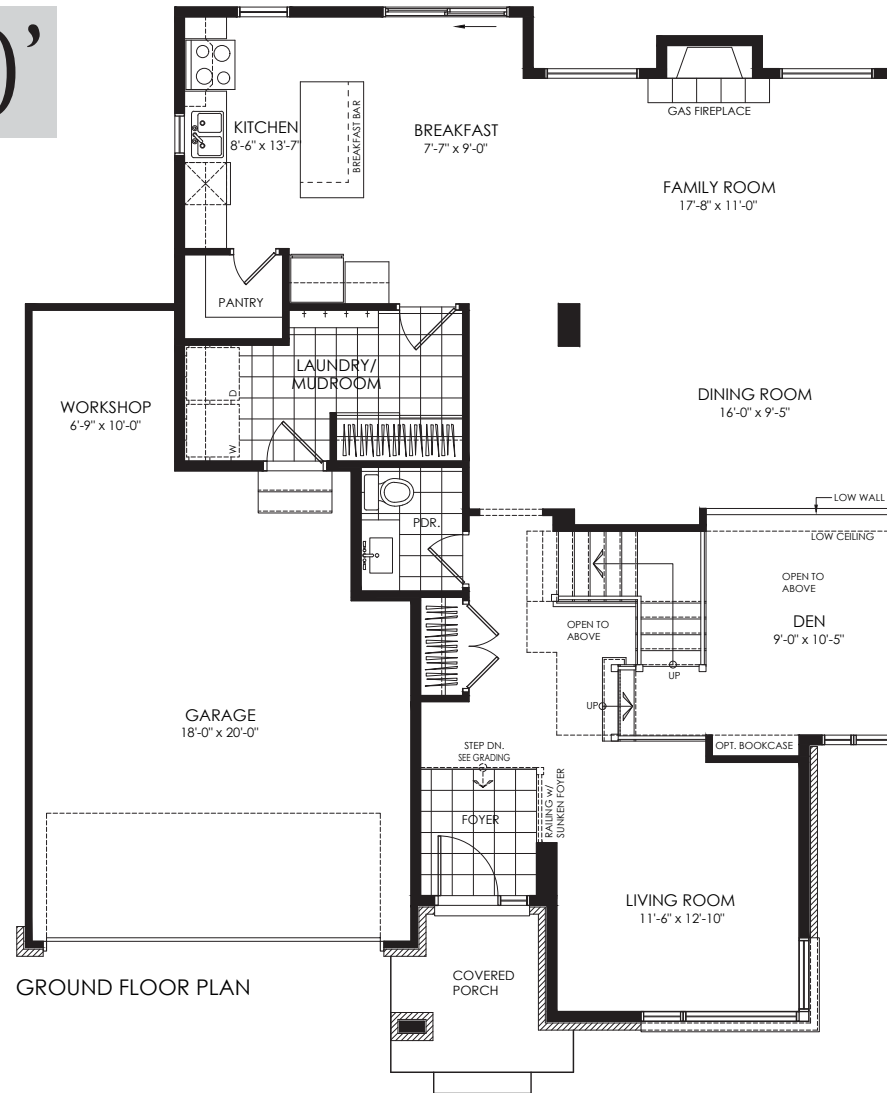 0'
GAS FIREPLACE
KITCHEN
8'-6" x 13'-7"
BREAKFAST BAR
BREAKFAST
7'-7" x 9'-0"
FAMILY ROOM
17'-8" x 11'-0"
PANTRY
LAUNDRY/
MUDROOM
D
W
WORKSHOP
6'-9" x 10'-0"
DINING ROOM
16'-0" x 9'-5"
LOW WALL
LOW CEILING
PDR.
OPEN TO
ABOVE
DEN
9'-0" x 10'-5"
OPEN TO
ABOVE
UP
UP
GARAGE
18'-0" x 20'-0"
OPT. BOOKCASE
STEP DN.
SEE GRADING
FOYER
RAILING w/
SUNKEN FOYER
LIVING ROOM
11'-6" x 12'-10"
COVERED
PORCH
GROUND FLOOR PLAN